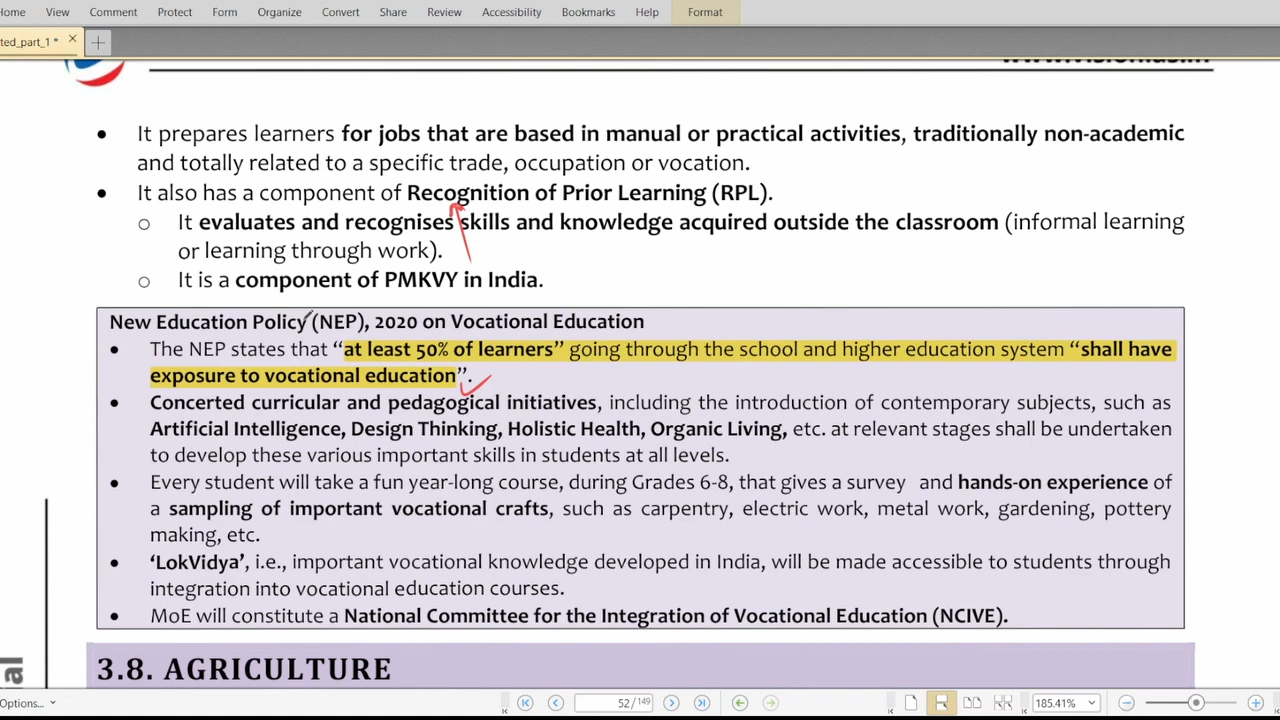 Home View Comment Protect Form Organize Convert Share Review Accessibility Bookmarks Help Format
ted_part_1 *
• It prepares learners for jobs that are based in manual or practical activities, traditionally non-academic
and totally related to a specific trade, occupation or vocation.
• It also has a component of Recognition of Prior Learning (RPL).
o It evaluates and recognises skills and knowledge acquired outside the classroom (informal learning
or learning through work).
o It is a component of PMKVY in India.
New Education Policy (NEP), 2020 on Vocational Education
• The NEP states that “at least 50% of learners” going through the school and higher education system “shall have
exposure to vocational education”.
• Concerted curricular and pedagogical initiatives, including the introduction of contemporary subjects, such as
Artificial Intelligence, Design Thinking, Holistic Health, Organic Living, etc. at relevant stages shall be undertaken
to develop these various important skills in students at all levels.
• Every student will take a fun year-long course, during Grades 6-8, that gives a survey and hands-on experience of
a sampling of important vocational crafts, such as carpentry, electric work, metal work, gardening, pottery
making, etc.
• ‘LokVidya’, i.e., important vocational knowledge developed in India, will be made accessible to students through
integration into vocational education courses.
• MoE will constitute a National Committee for the Integration of Vocational Education (NCIVE).
3.8. AGRICULTURE
Options...
52 / 149
185.41%